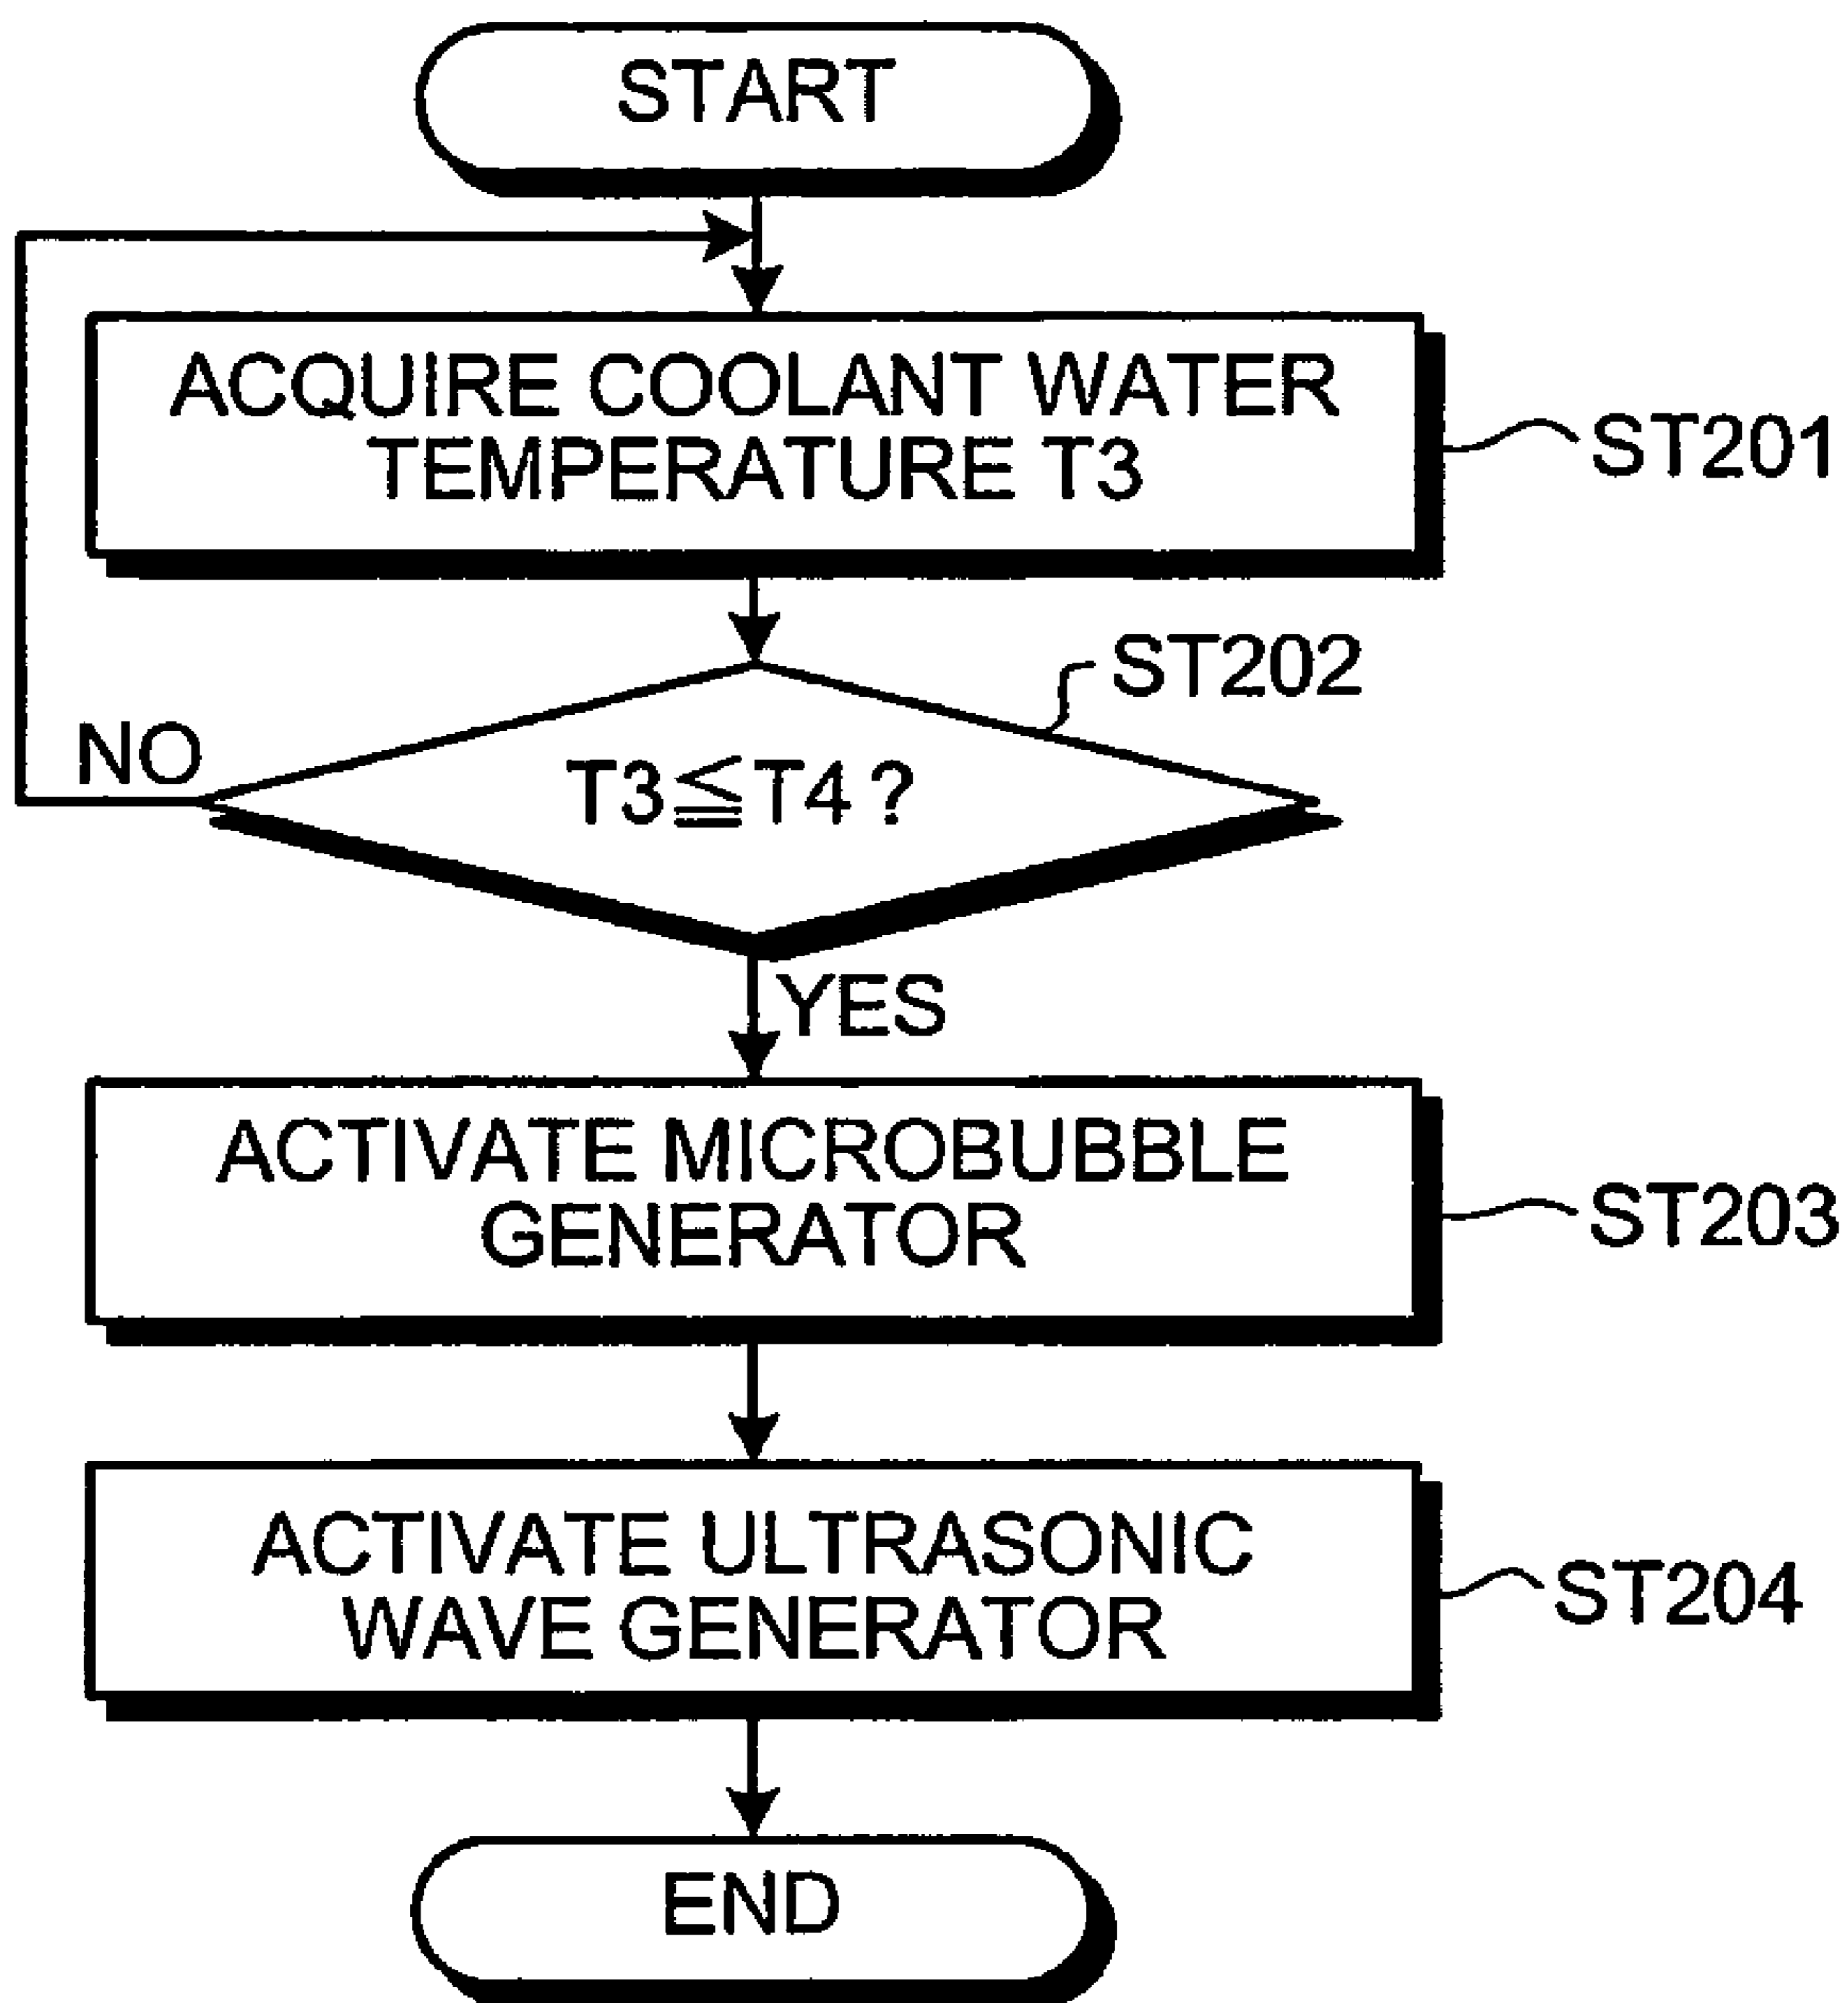 START
ACQUIRE COOLANT WATER
TEMPERATURE T3
ST201
ST202
NO
T3≦T4?
YES
ACTIVATE MICROBUBBLE
GENERATOR
ST203
ACTIVATE ULTRASONIC
WAVE GENERATOR
ST204
END